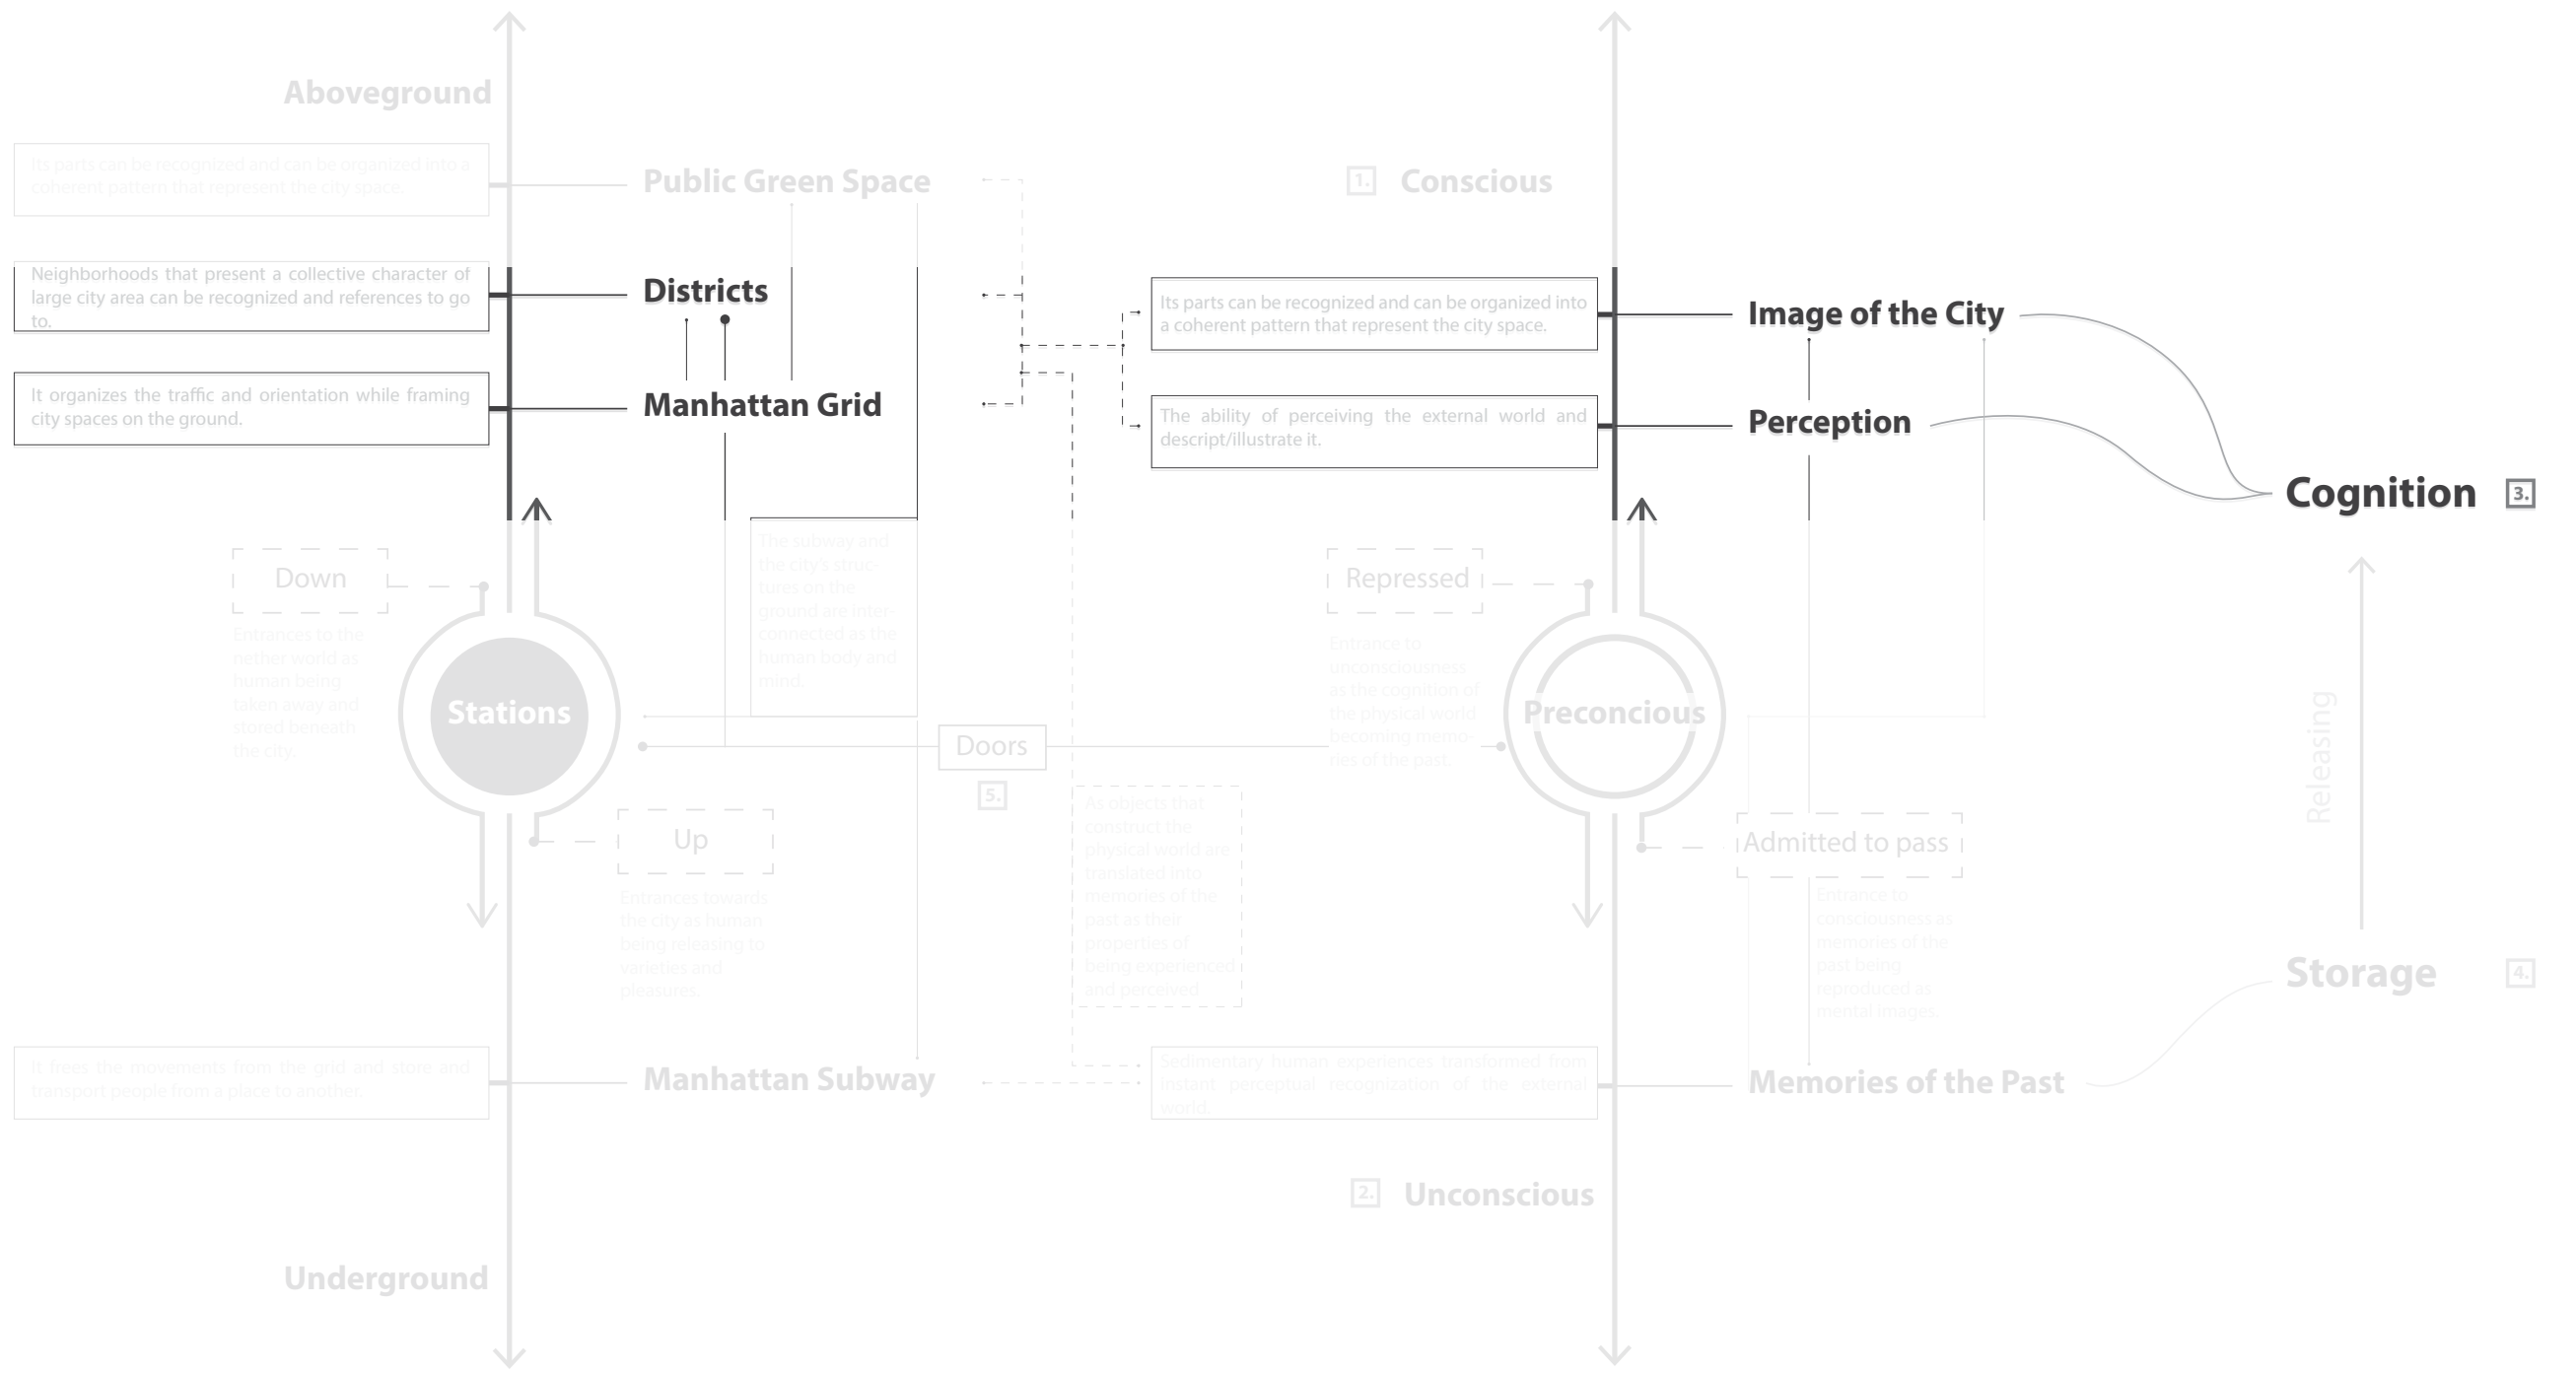 Aboveground
Its parts can be recognized and can be organized into a
coherent pattern that represent the city space.
Public Green Space
1. Conscious
Neighborhoods that present a collective character of
large city area can be recognized and references to go
to.
Districts
Its parts can be recognized and can be organized into
a coherent pattern that represent the city space.
Image of the City
It organizes the traffic and orientation while framing
city spaces on the ground.
Manhattan Grid
The ability of perceiving the external world and
descript/illustrate it.
Perception
Cognition 3.
Down
Entrances to the
nether world as
human being
taken away and
stored beneath
the city.
Stations
The subway and
the city's struc-
tures on the
ground are inter-
connected as the
human body and
mind.
Doors
5.
Repressed
Entrance to
unconsciousness
as the cognition of
the physical world
becoming memo-
ries of the past.
Preconcious
Releasing
Up
Entrances towards
the city as human
being releasing to
varieties and
pleasures.
As objects that
construct the
physical world are
translated into
memories of the
past as their
properties of
being experienced
and perceived
Admitted to pass
Entrance to
consciousness as
memories of the
past being
reproduced as
mental images.
Storage 4.
It frees the movements from the grid and store and
transport people from a place to another.
Manhattan Subway
Sedimentary human experiences transformed from
instant perceptual recognization of the external
world.
Memories of the Past
2. Unconscious
Underground